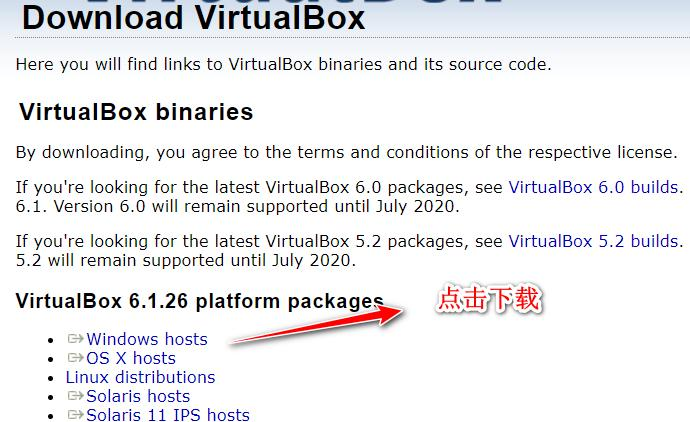 Download VirtualBox
Here you will find links to VirtualBox binaries and its source code.
VirtualBox binaries
By downloading, you agree to the terms and conditions of the respective license.
If you're looking for the latest VirtualBox 6.0 packages, see VirtualBox 6.0 builds.
6.1. Version 6.0 will remain supported until July 2020.
If you're looking for the latest VirtualBox 5.2 packages, see VirtualBox 5.2 builds.
5.2 will remain supported until July 2020.
VirtualBox 6.1.26 platform packages
点击下载
Windows hosts
OS X hosts
Linux distributions
Solaris hosts
Solaris 11 IPS hosts